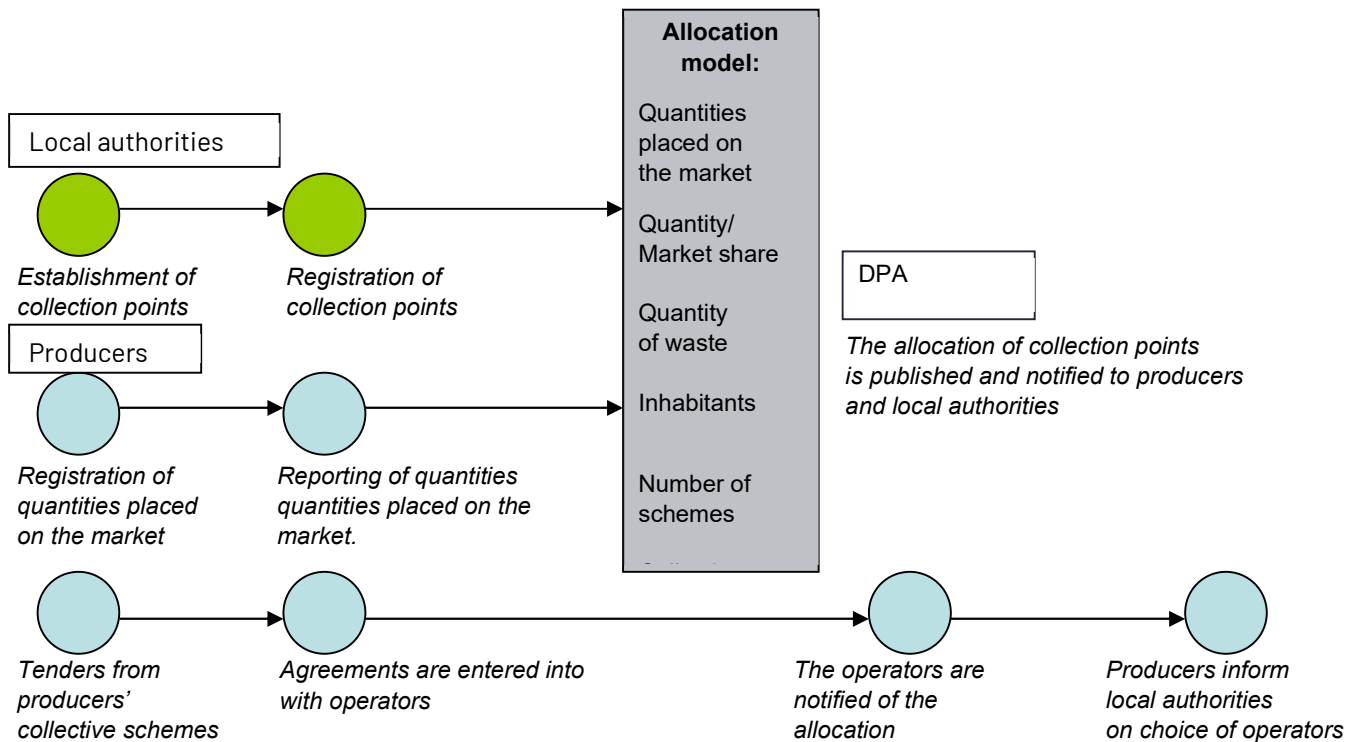 Allocation
model:
Quantities
placed on
the market
Quantity/
Market share
Quantity
of waste
Inhabitants
Number of
schemes
Local authorities
Establishment of
collection points
Registration of
collection points
Producers
Registration of
quantities placed
on the market
Reporting of quantities
quantities placed on the
market.
DPA
The allocation of collection points
is published and notified to producers
and local authorities
Tenders from
producers’
collective schemes
Agreements are entered into
with operators
The operators are
notified of the
allocation
Producers inform
local authorities
on choice of operators